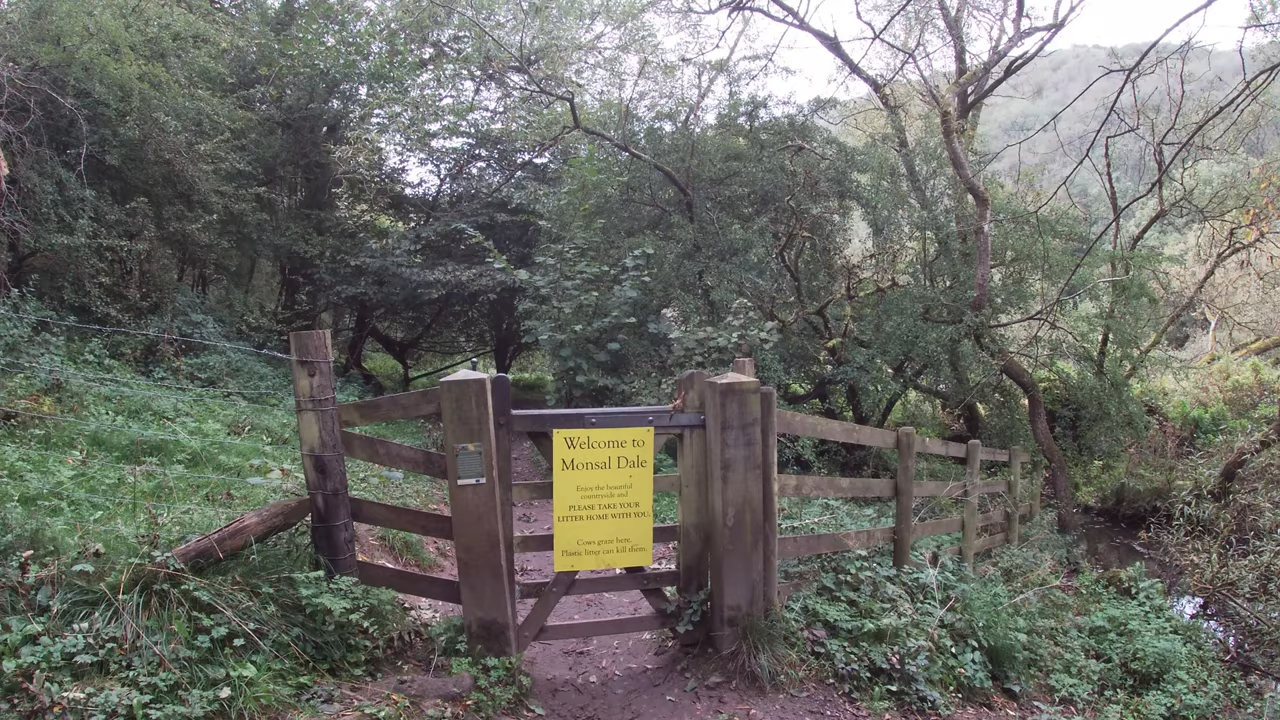 Welcome to
Monsal Dale
Enjoy the beautiful
countryside and
PLEASE TAKE YOUR
LITTER HOME WITH YOU.
Cows graze here.
Plastic litter can kill them.